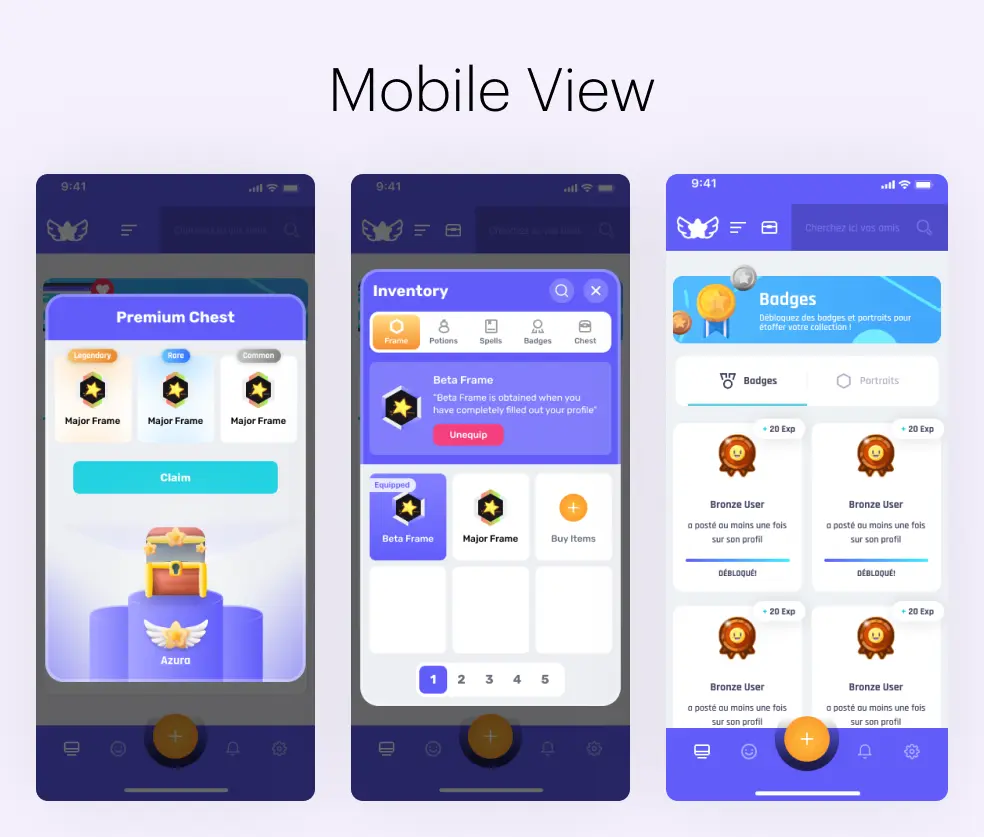 Mobile View
9:41
Premium Chest
Legendary
Rare
Common
Major Frame
Major Frame
Major Frame
Claim
Azura
9:41
Cherchez ici vos amis
Inventory
Frame
Potions
Spells
Badges
Chest
Beta Frame
"Beta Frame is obtained when you
have completely filled out your profile"
Unequip
Equipped
Beta Frame
Major Frame
Buy Items
1 2 3 4 5
9:41
Cherchez ici vos amis
Badges
Débloquez des badges et portraits pour
étoffer votre collection !
Badges
Portraits
+ 20 Exp
Bronze User
a posté au moins une fois
sur son profil
DÉBLOQUÉ!
+ 20 Exp
Bronze User
a posté au moins une fois
sur son profil
DÉBLOQUÉ!
+ 20 Exp
Bronze User
a posté au moins une fois
sur son profil
+ 20 Exp
Bronze User
a posté au moins une fois
sur son profil